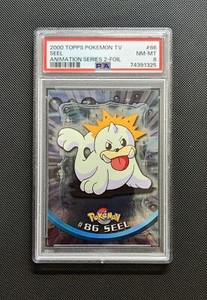 2000 TOPPS POKEMON TV #86
SEEL NM-MT
ANIMATION SERIES 2-FOIL 8
PSA 74391325
Pokémon
# 86 SEEL